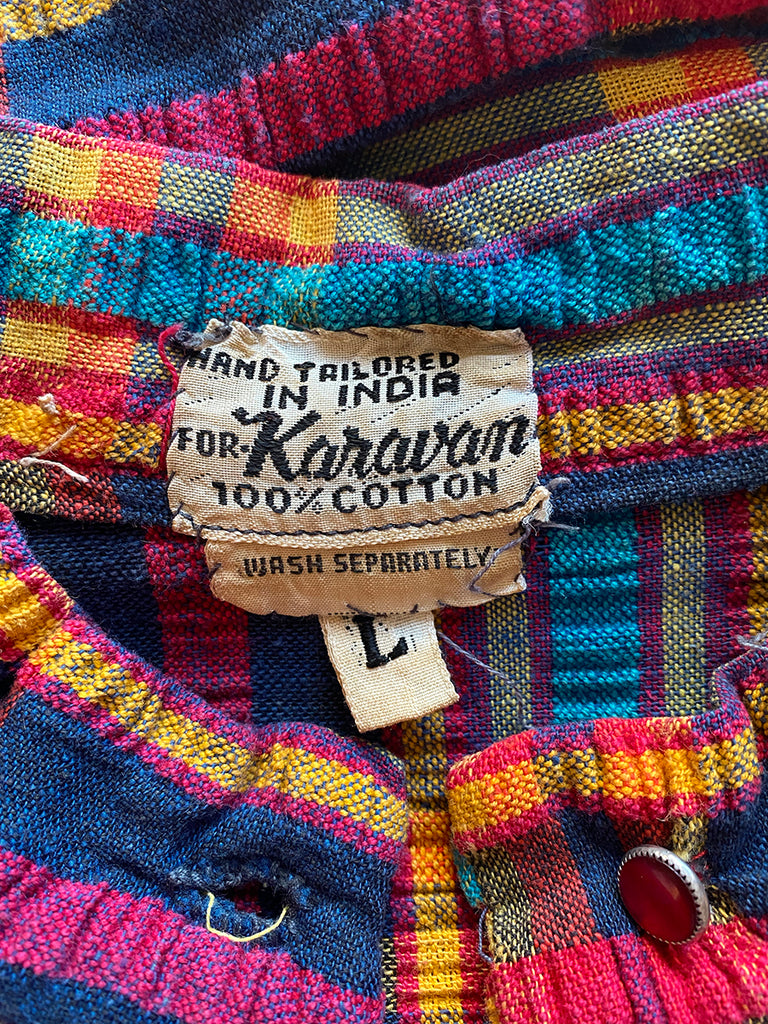 HAND TAILORED
IN INDIA
FOR-Karavan
100% COTTON
WASH SEPARATELY
L